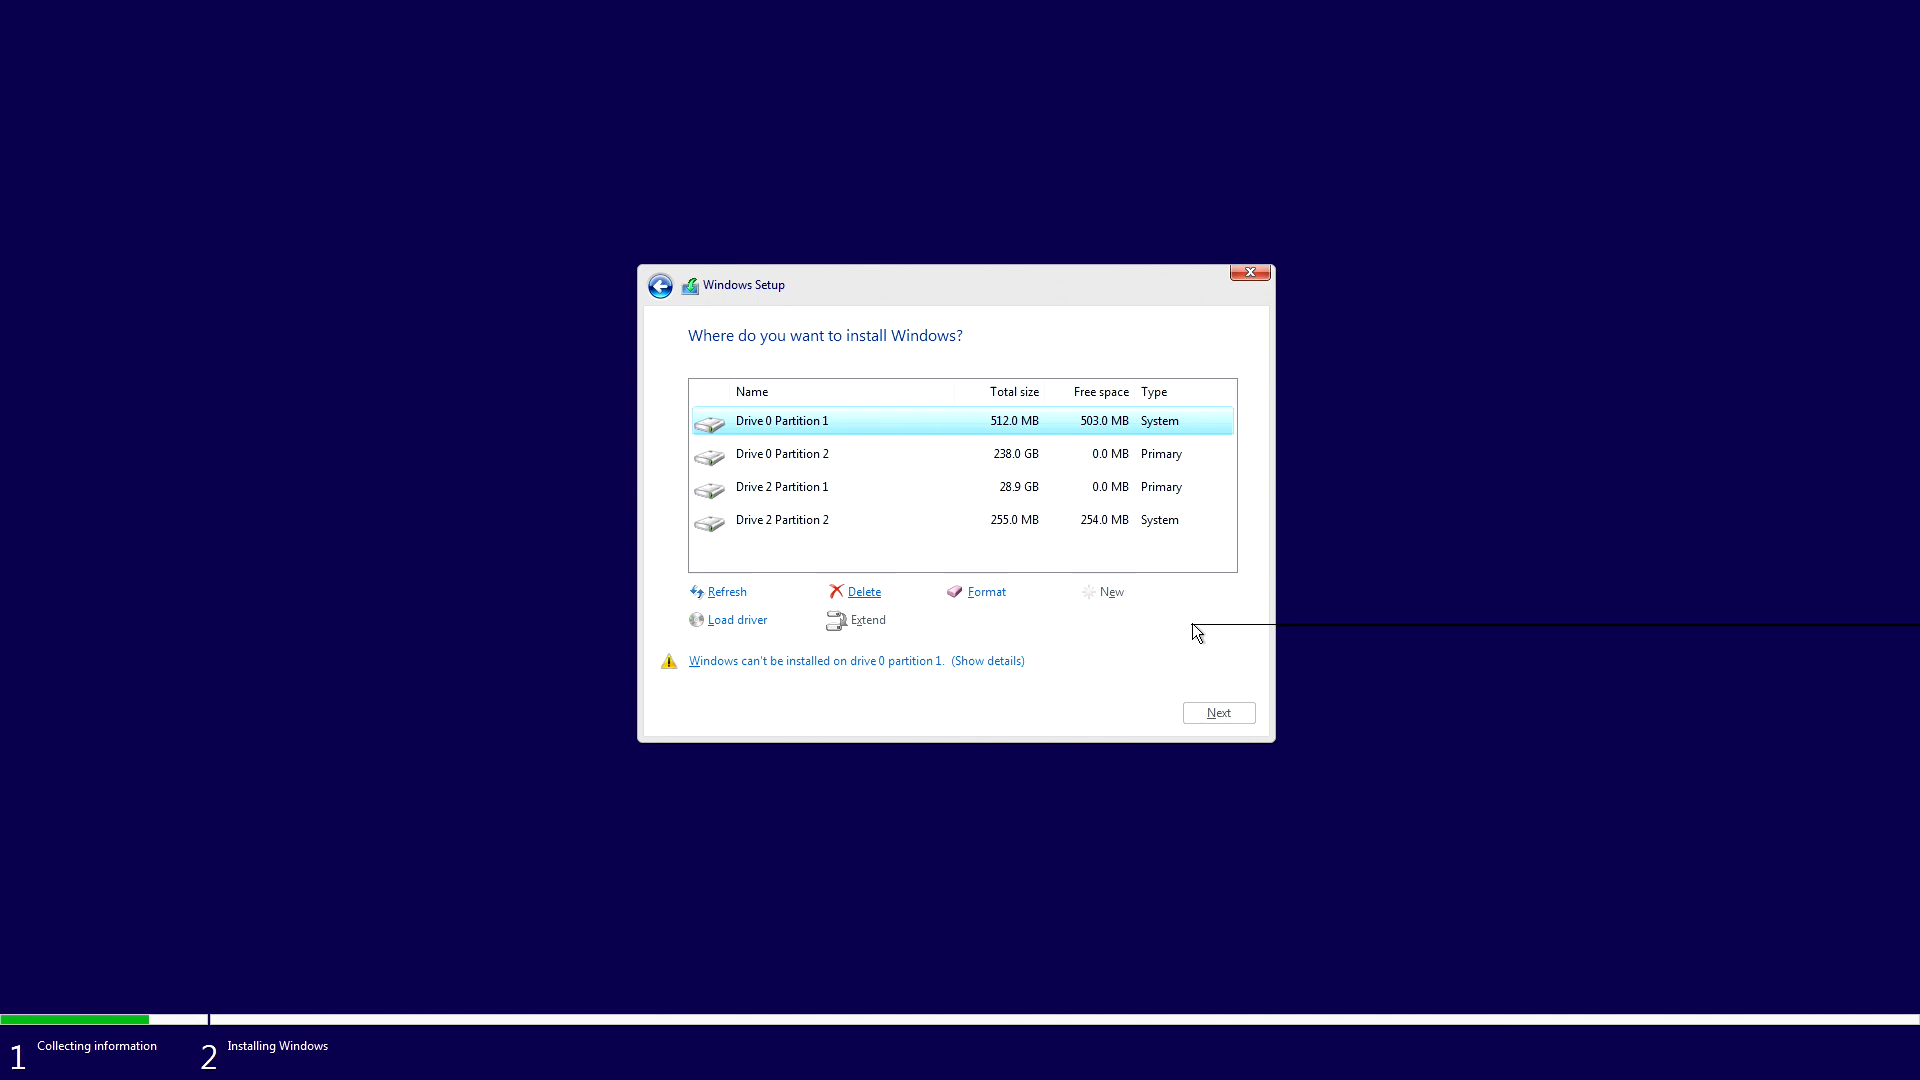 Windows Setup
Where do you want to install Windows?
Name Total size Free space Type
Drive 0 Partition 1 512.0 MB 503.0 MB System
Drive 0 Partition 2 238.0 GB 0.0 MB Primary
Drive 2 Partition 1 28.9 GB 0.0 MB Primary
Drive 2 Partition 2 255.0 MB 254.0 MB System
Refresh Delete Format New
Load driver Extend
Windows can't be installed on drive 0 partition 1. (Show details)
Next
1 Collecting information 2 Installing Windows